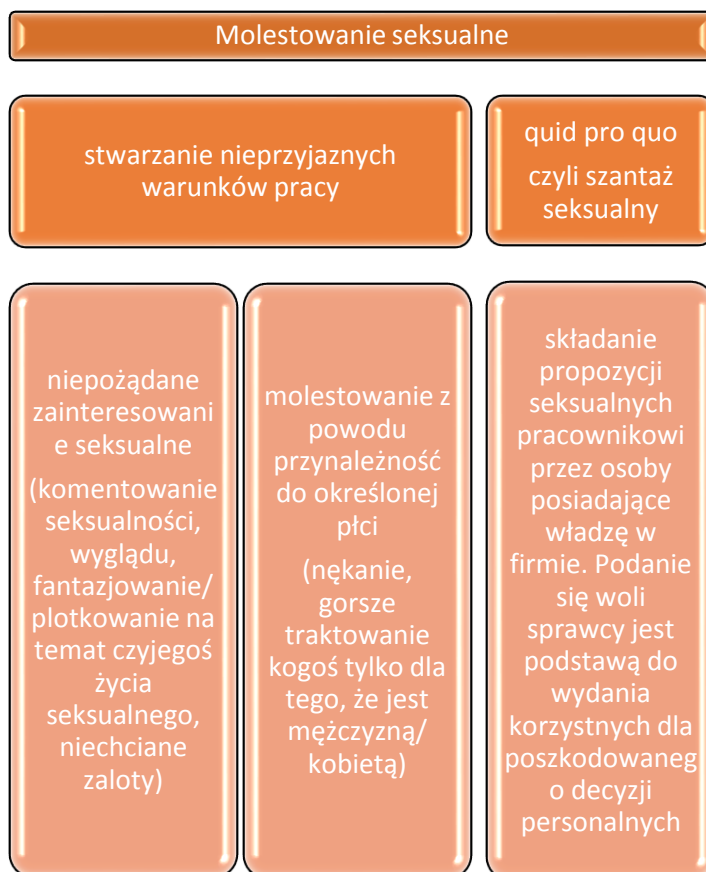 Molestowanie seksualne
stwarzanie nieprzyjaznych
warunków pracy
quid pro quo
czyli szantaż
seksualny
niepożądane
zainteresowani
e seksualne
(komentowanie
seksualności,
wyglądu,
fantazjowanie/
plotkowanie na
temat czyjegoś
życia
seksualnego,
niechciane
zaloty)
molestowanie z
powodu
przynależność
do określonej
płci
(nękanie,
gorsze
traktowanie
kogoś tylko dla
tego, że jest
mężczyzną/
kobietą)
składanie
propozycji
seksualnych
pracownikowi
przez osoby
posiadające
władzę w
firmie. Podanie
się woli
sprawcy jest
podstawą do
wydania
korzystnych dla
poszkodowaneg
o decyzji
personalnych